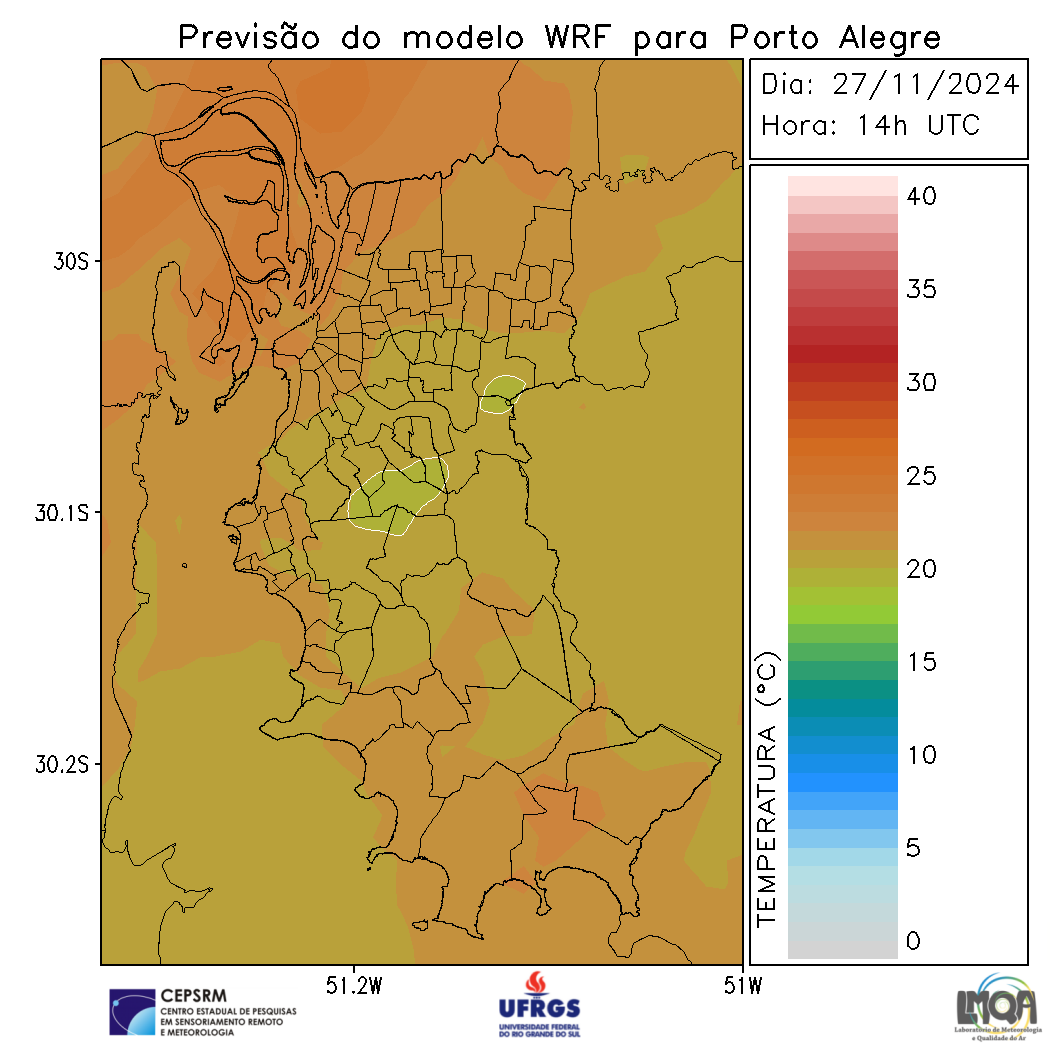 Previsão do modelo WRF para Porto Alegre
Dia: 27/11/2024
Hora: 14h UTC
40
35
30
25
20
15
10
5
0
TEMPERATURA (°C)
30S
30.1S
30.2S
51.2W
51W
CEPSRM
CENTRO ESTADUAL DE PESQUISAS
EM SENSORIAMENTO REMOTO
E METEOROLOGIA
UFRGS
UNIVERSIDADE FEDERAL
DO RIO GRANDE DO SUL
LMQA
Laboratório de Meteorologia
e Qualidade do Ar